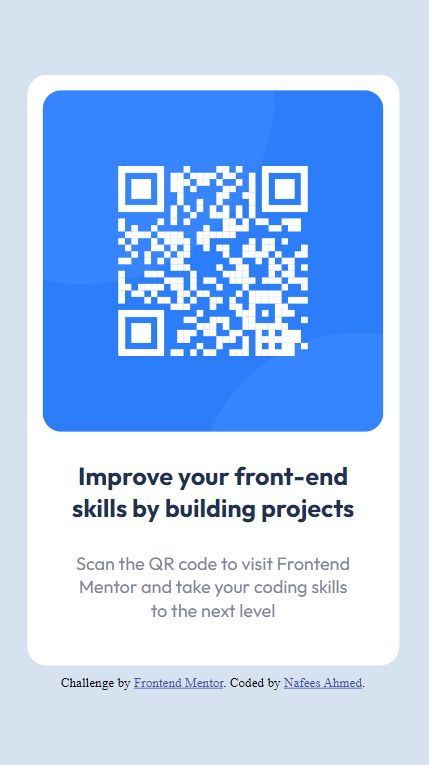 Improve your front-end
skills by building projects
Scan the QR code to visit Frontend
Mentor and take your coding skills
to the next level
Challenge by Frontend Mentor. Coded by Nafees Ahmed.